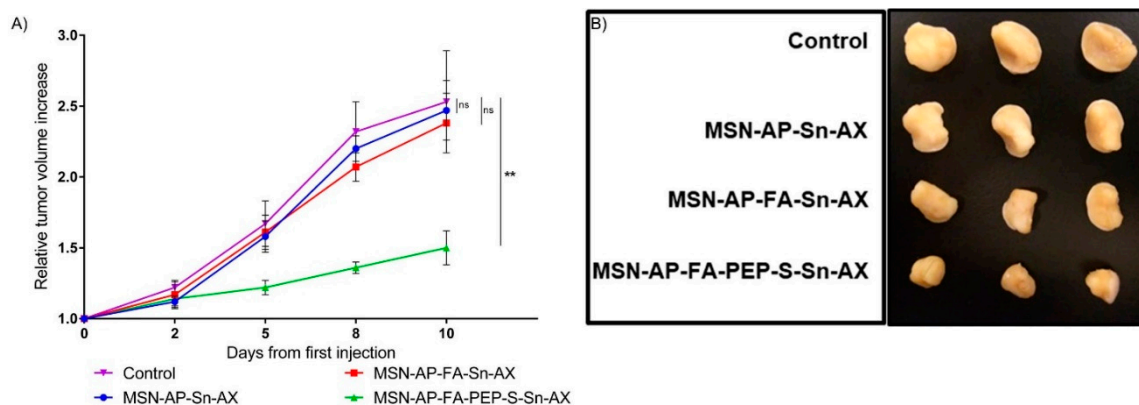 A)
3.0
2.5
2.0
1.5
1.0
Relative tumor volume increase
0 2 5 8 10
Days from first injection
ns
ns
**
Control
MSN-AP-FA-Sn-AX
MSN-AP-Sn-AX
MSN-AP-FA-PEP-S-Sn-AX
B)
Control
MSN-AP-Sn-AX
MSN-AP-FA-Sn-AX
MSN-AP-FA-PEP-S-Sn-AX